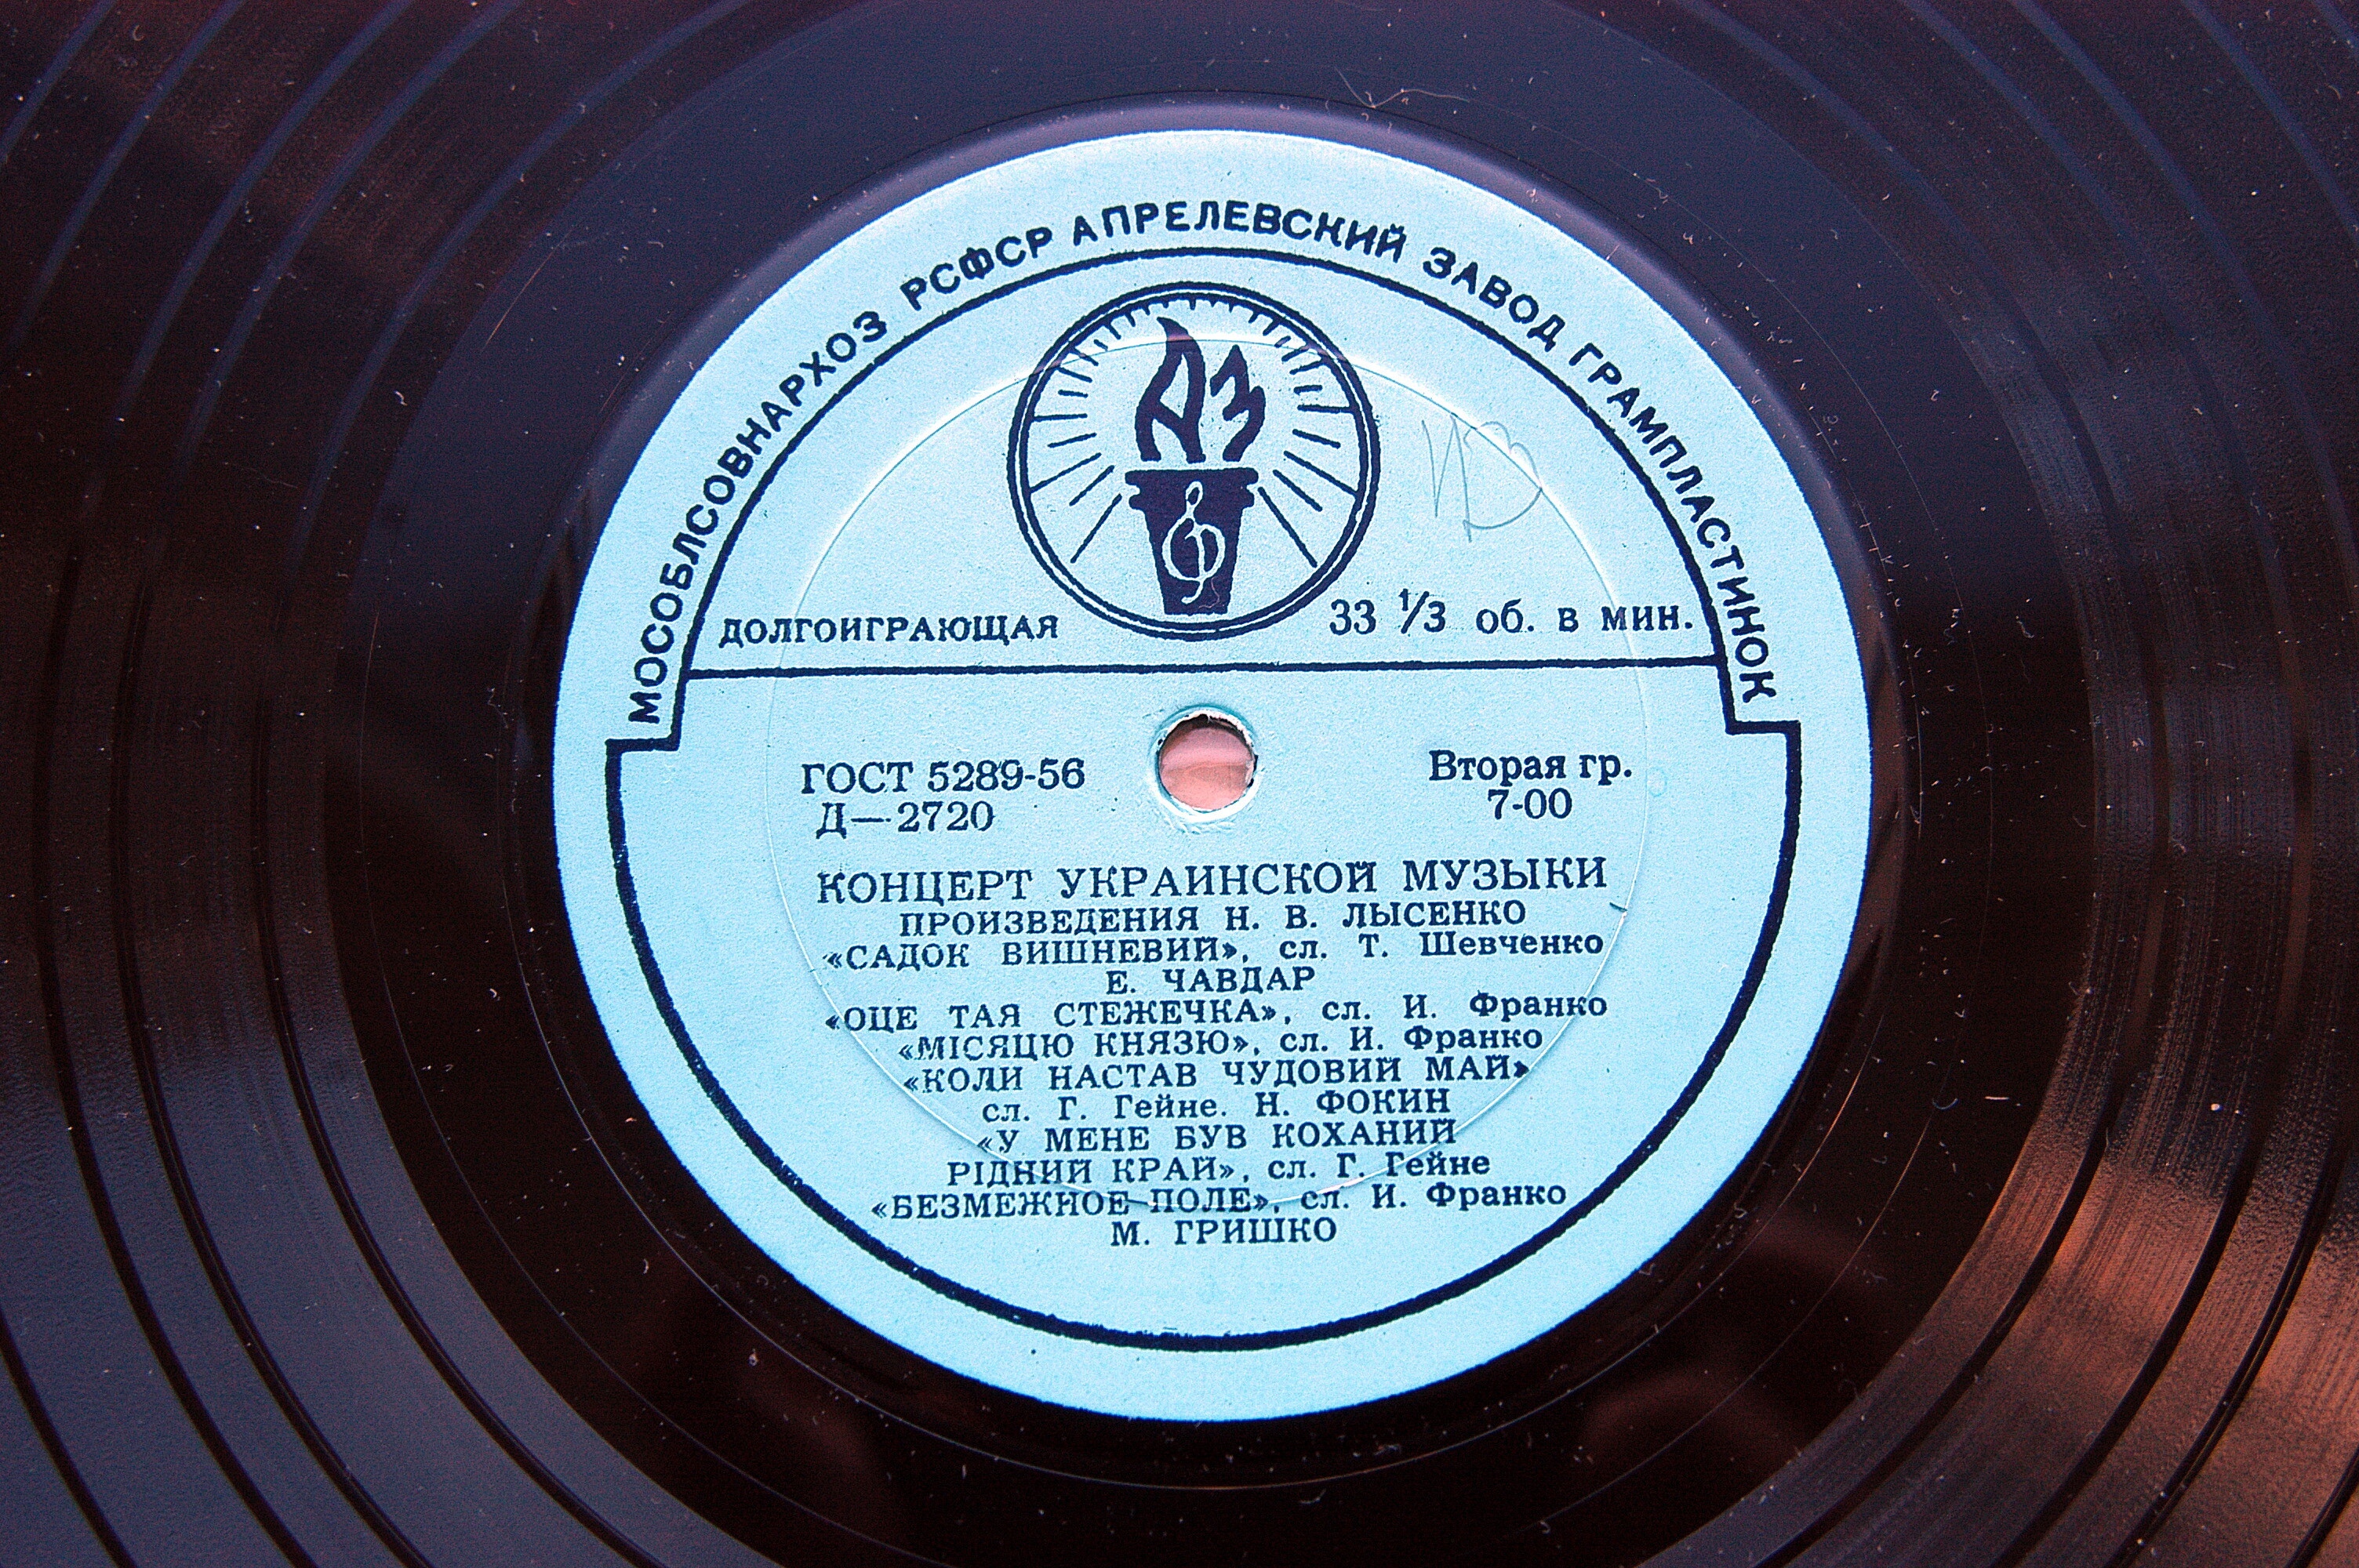 МОСОБЛСОВНАРХОЗ РСФСР АПРЕЛЕВСКИЙ ЗАВОД ГРАМПЛАСТИНОК
АЗ
ДОЛГОИГРАЮЩАЯ 33 1/3 об. в мин.
ГОСТ 5289-56 Вторая гр.
Д—2720 7-00
КОНЦЕРТ УКРАИНСКОЙ МУЗЫКИ
ПРОИЗВЕДЕНИЯ Н. В. ЛЫСЕНКО
«САДОК ВИШНЕВИЙ», сл. Т. Шевченко
Е. ЧАВДАР
«ОЦЕ ТАЯ СТЕЖЕЧКА», сл. И. Франко
«МІСЯЦЮ КНЯЗЮ», сл. И. Франко
«КОЛИ НАСТАВ ЧУДОВИЙ МАЙ»
сл. Г. Гейне. Н. ФОКИН
«У МЕНЕ БУВ КОХАНИЙ
РІДНИЙ КРАЙ», сл. Г. Гейне
«БЕЗМЕЖНОЕ ПОЛЕ», сл. И. Франко
М. ГРИШКО